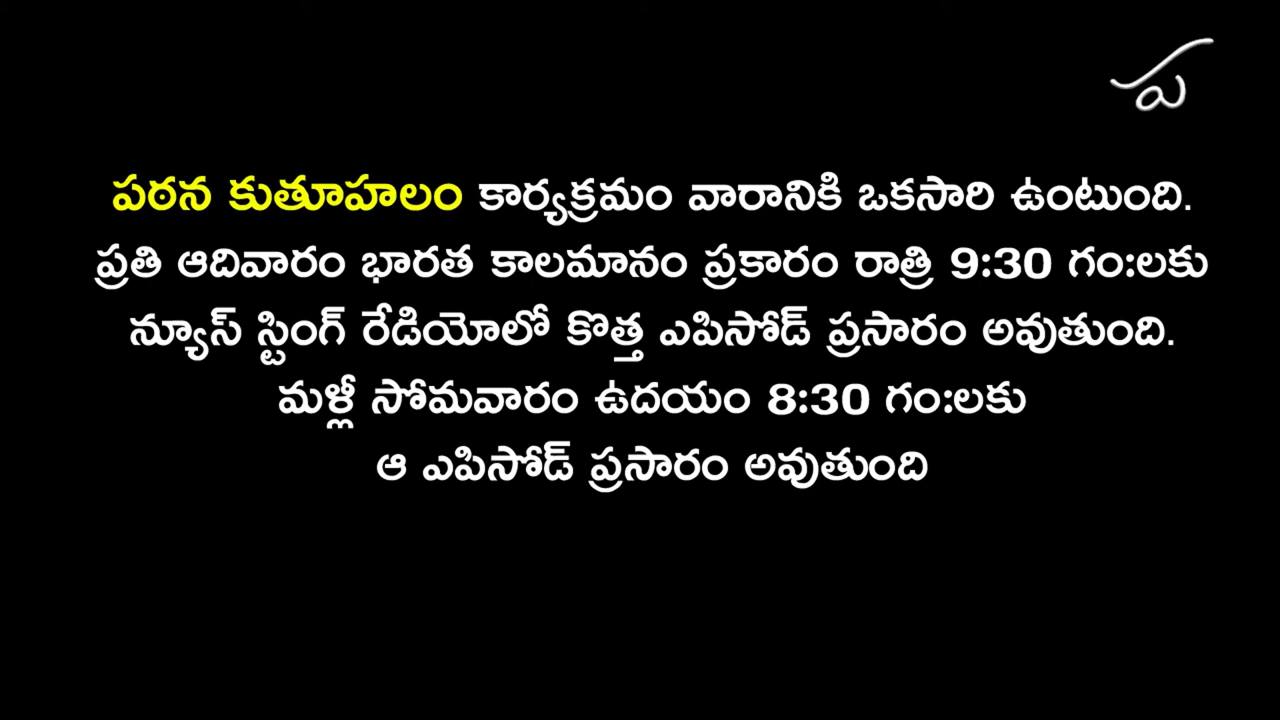 ప
పఠన కుతూహలం కార్యక్రమం వారానికి ఒకసారి ఉంటుంది.
ప్రతి ఆదివారం భారత కాలమానం ప్రకారం రాత్రి 9:30 గం:లకు
న్యూస్ స్టింగ్ రేడియోలో కొత్త ఎపిసోడ్ ప్రసారం అవుతుంది.
మళ్లీ సోమవారం ఉదయం 8:30 గం:లకు
ఆ ఎపిసోడ్ ప్రసారం అవుతుంది